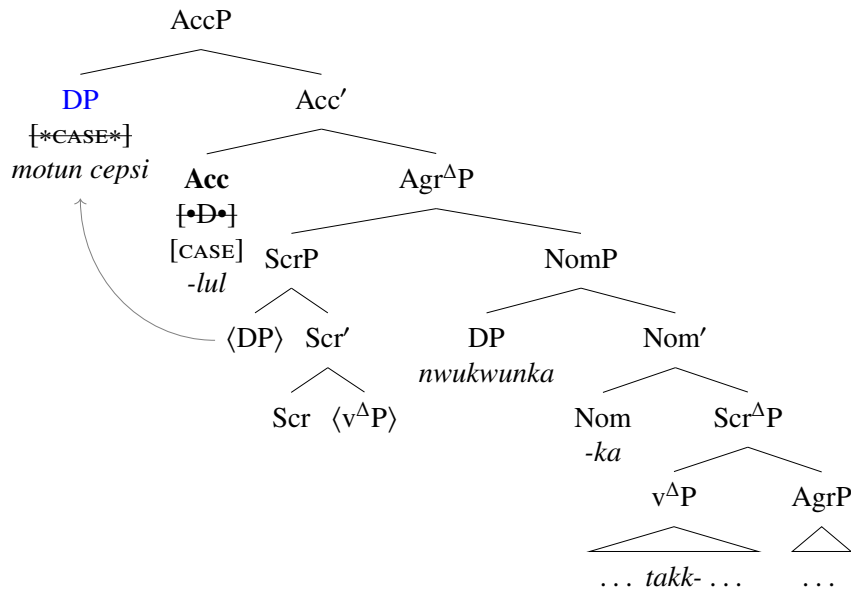 AccP
DP Acc′
[∗CASE∗]
motun cepsi Acc Agr^ΔP
[•D•]
[CASE] ScrP NomP
-lul
⟨DP⟩ Scr′ DP Nom′
nwukwunka
Scr ⟨v^ΔP⟩ Nom Scr^ΔP
-ka
v^ΔP AgrP
... takk- ... ...